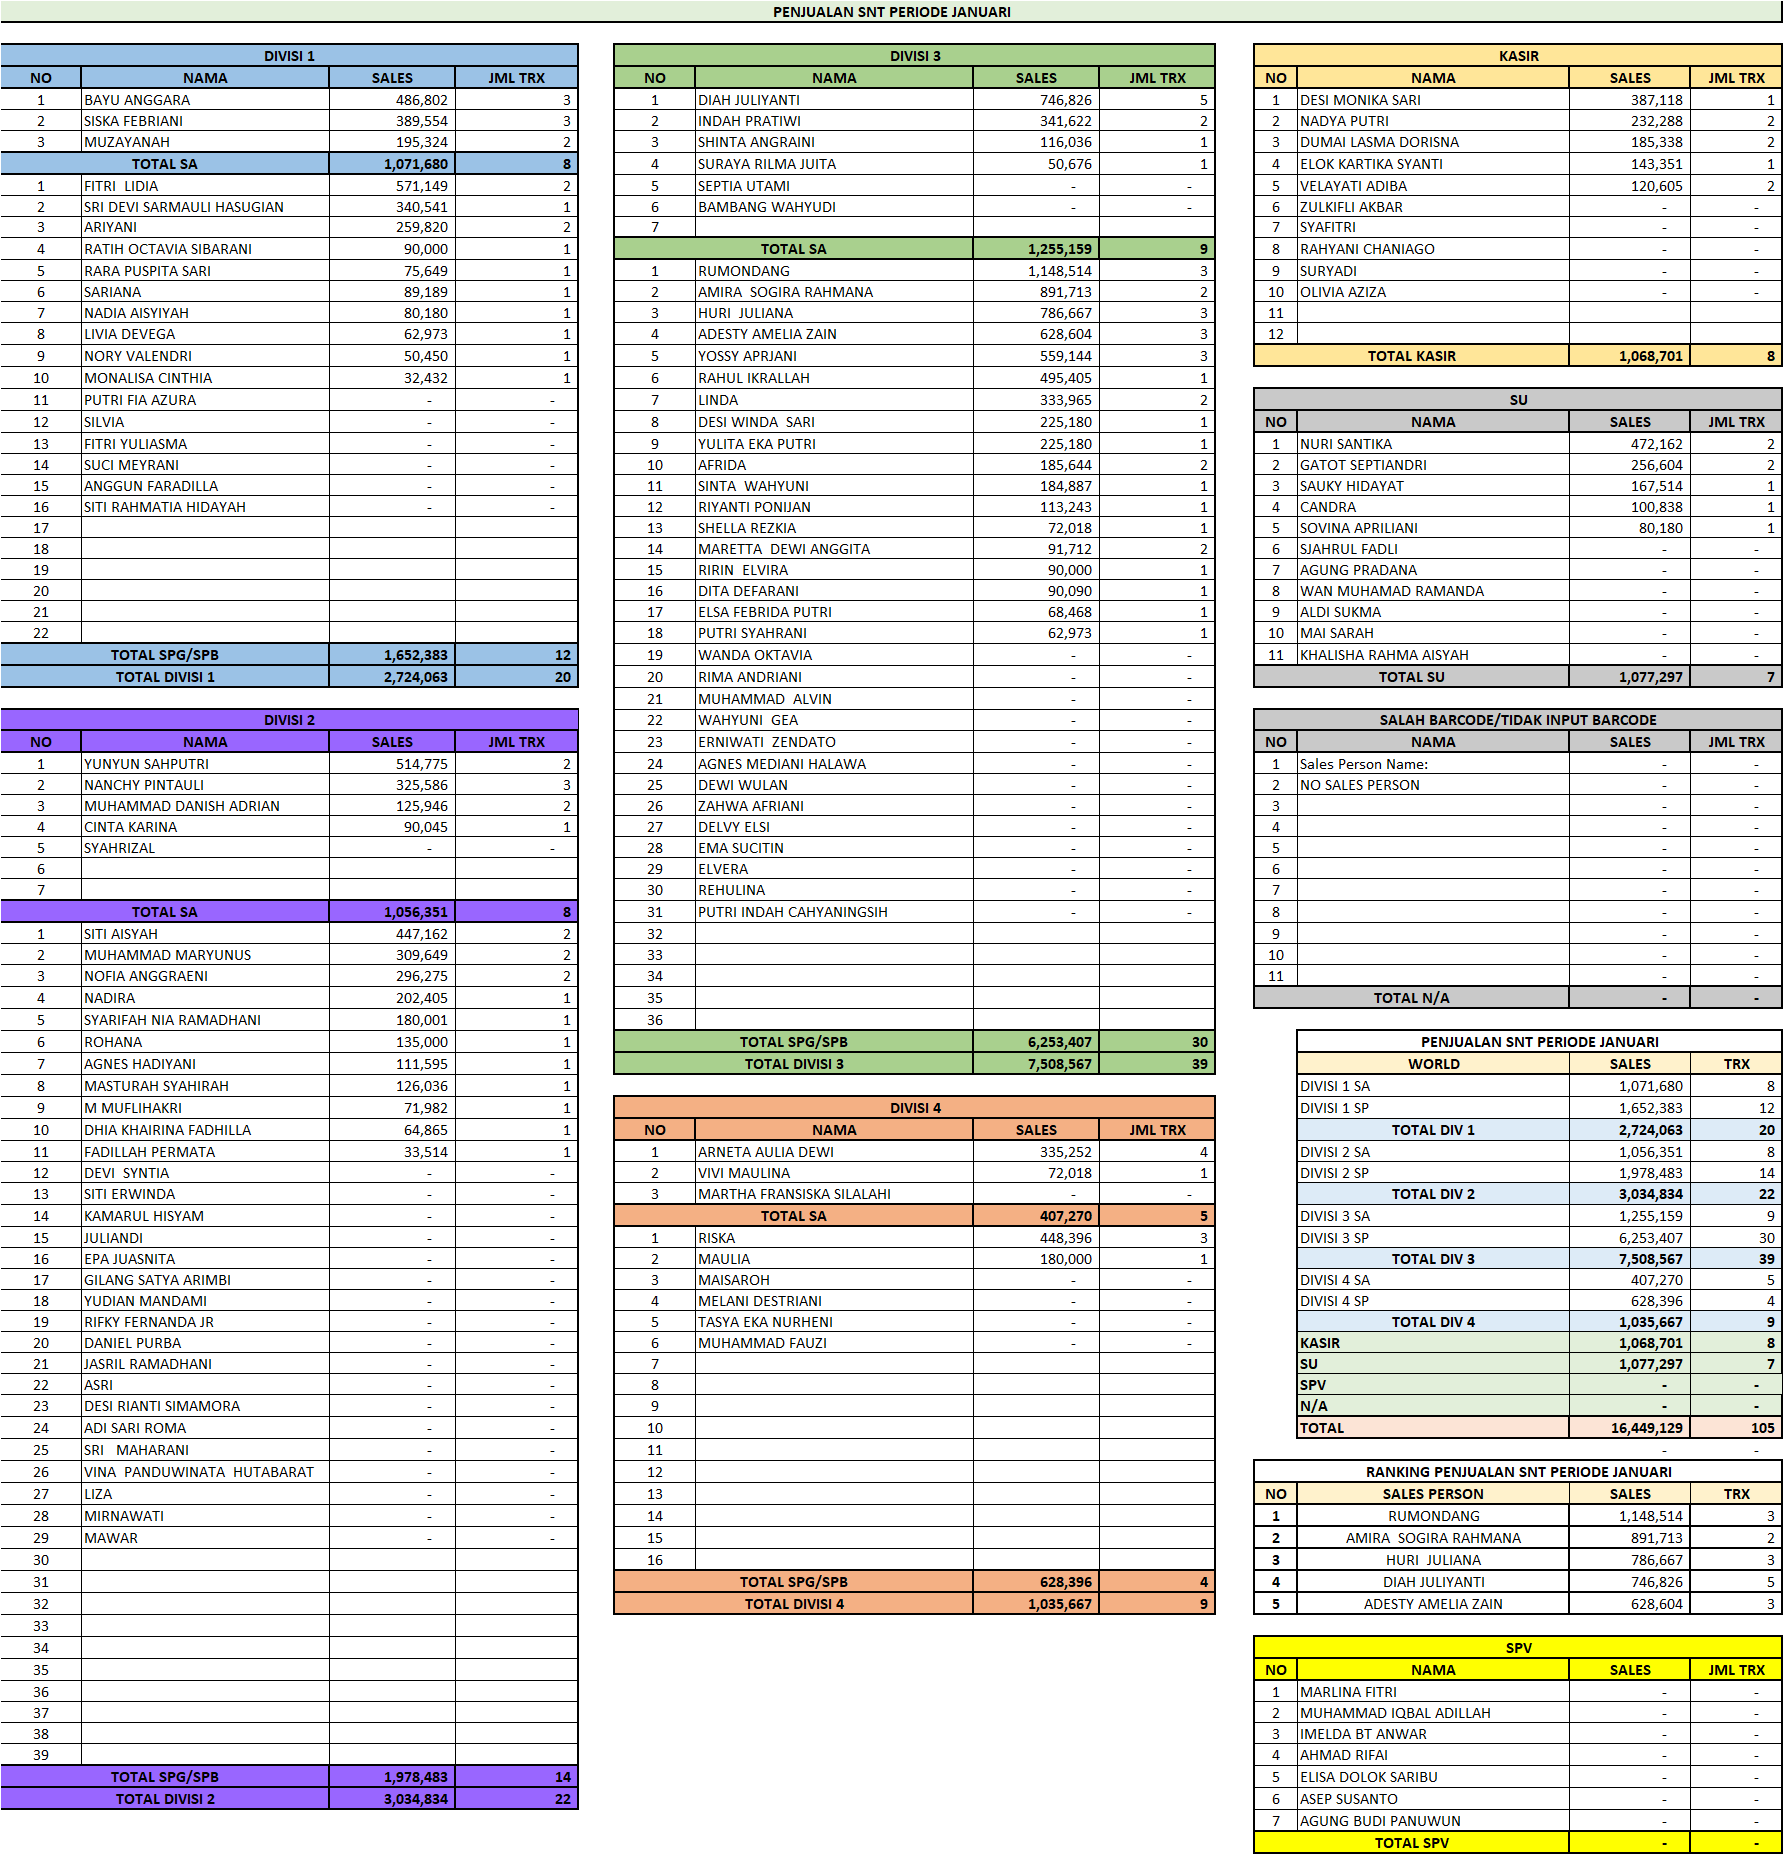 PENJUALAN SNT PERIODE JANUARI
DIVISI 1
NO NAMA SALES JML TRX
1 BAYU ANGGARA 486,802 3
2 SISKA FEBRIANI 389,554 3
3 MUZAYANAH 195,324 2
TOTAL SA 1,071,680 8
1 FITRI  LIDIA 571,149 2
2 SRI DEVI SARMAULI HASUGIAN 340,541 1
3 ARIYANI 259,820 2
4 RATIH OCTAVIA SIBARANI 90,000 1
5 RARA PUSPITA SARI 75,649 1
6 SARIANA 89,189 1
7 NADIA AISYIYAH 80,180 1
8 LIVIA DEVEGA 62,973 1
9 NORY VALENDRI 50,450 1
10 MONALISA CINTHIA 32,432 1
11 PUTRI FIA AZURA - -
12 SILVIA - -
13 FITRI YULIASMA - -
14 SUCI MEYRANI - -
15 ANGGUN FARADILLA - -
16 SITI RAHMATIA HIDAYAH - -
17
18
19
20
21
22
TOTAL SPG/SPB 1,652,383 12
TOTAL DIVISI 1 2,724,063 20
DIVISI 2
NO NAMA SALES JML TRX
1 YUNYUN SAHPUTRI 514,775 2
2 NANCHY PINTAULI 325,586 3
3 MUHAMMAD DANISH ADRIAN 125,946 2
4 CINTA KARINA 90,045 1
5 SYAHRIZAL - -
6
7
TOTAL SA 1,056,351 8
1 SITI AISYAH 447,162 2
2 MUHAMMAD MARYUNUS 309,649 2
3 NOFIA ANGGRAENI 296,275 2
4 NADIRA 202,405 1
5 SYARIFAH NIA RAMADHANI 180,001 1
6 ROHANA 135,000 1
7 AGNES HADIYANI 111,595 1
8 MASTURAH SYAHIRAH 126,036 1
9 M MUFLIHAKRI 71,982 1
10 DHIA KHAIRINA FADHILLA 64,865 1
11 FADILLAH PERMATA 33,514 1
12 DEVI  SYNTIA - -
13 SITI ERWINDA - -
14 KAMARUL HISYAM - -
15 JULIANDI - -
16 EPA JUASNITA - -
17 GILANG SATYA ARIMBI - -
18 YUDIAN MANDAMI - -
19 RIFKY FERNANDA JR - -
20 DANIEL PURBA - -
21 JASRIL RAMADHANI - -
22 ASRI - -
23 DESI RIANTI SIMAMORA - -
24 ADI SARI ROMA - -
25 SRI   MAHARANI - -
26 VINA  PANDUWINATA  HUTABARAT - -
27 LIZA - -
28 MIRNAWATI - -
29 MAWAR - -
30
31
32
33
34
35
36
37
38
39
TOTAL SPG/SPB 1,978,483 14
TOTAL DIVISI 2 3,034,834 22
DIVISI 3
NO NAMA SALES JML TRX
1 DIAH JULIYANTI 746,826 5
2 INDAH PRATIWI 341,622 2
3 SHINTA ANGRAINI 116,036 1
4 SURAYA RILMA JUITA 50,676 1
5 SEPTIA UTAMI - -
6 BAMBANG WAHYUDI - -
7
TOTAL SA 1,255,159 9
1 RUMONDANG 1,148,514 3
2 AMIRA  SOGIRA RAHMANA 891,713 2
3 HURI  JULIANA 786,667 3
4 ADESTY AMELIA ZAIN 628,604 3
5 YOSSY APRJANI 559,144 3
6 RAHUL IKRALLAH 495,405 1
7 LINDA 333,965 2
8 DESI WINDA  SARI 225,180 1
9 YULITA EKA PUTRI 225,180 1
10 AFRIDA 185,644 2
11 SINTA  WAHYUNI 184,887 1
12 RIYANTI PONIJAN 113,243 1
13 SHELLA REZKIA 72,018 1
14 MARETTA  DEWI ANGGITA 91,712 2
15 RIRIN  ELVIRA 90,000 1
16 DITA DEFARANI 90,090 1
17 ELSA FEBRIDA PUTRI 68,468 1
18 PUTRI SYAHRANI 62,973 1
19 WANDA OKTAVIA - -
20 RIMA ANDRIANI - -
21 MUHAMMAD  ALVIN - -
22 WAHYUNI  GEA - -
23 ERNIWATI  ZENDATO - -
24 AGNES MEDIANI HALAWA - -
25 DEWI WULAN - -
26 ZAHWA AFRIANI - -
27 DELVY ELSI - -
28 EMA SUCITIN - -
29 ELVERA - -
30 REHULINA - -
31 PUTRI INDAH CAHYANINGSIH - -
32
33
34
35
36
TOTAL SPG/SPB 6,253,407 30
TOTAL DIVISI 3 7,508,567 39
DIVISI 4
NO NAMA SALES JML TRX
1 ARNETA AULIA DEWI 335,252 4
2 VIVI MAULINA 72,018 1
3 MARTHA FRANSISKA SILALAHI - -
TOTAL SA 407,270 5
1 RISKA 448,396 3
2 MAULIA 180,000 1
3 MAISAROH - -
4 MELANI DESTRIANI - -
5 TASYA EKA NURHENI - -
6 MUHAMMAD FAUZI - -
7
8
9
10
11
12
13
14
15
16
TOTAL SPG/SPB 628,396 4
TOTAL DIVISI 4 1,035,667 9
KASIR
NO NAMA SALES JML TRX
1 DESI MONIKA SARI 387,118 1
2 NADYA PUTRI 232,288 2
3 DUMAI LASMA DORISNA 185,338 2
4 ELOK KARTIKA SYANTI 143,351 1
5 VELAYATI ADIBA 120,605 2
6 ZULKIFLI AKBAR - -
7 SYAFITRI - -
8 RAHYANI CHANIAGO - -
9 SURYADI - -
10 OLIVIA AZIZA - -
11
12
TOTAL KASIR 1,068,701 8
SU
NO NAMA SALES JML TRX
1 NURI SANTIKA 472,162 2
2 GATOT SEPTIANDRI 256,604 2
3 SAUKY HIDAYAT 167,514 1
4 CANDRA 100,838 1
5 SOVINA APRILIANI 80,180 1
6 SJAHRUL FADLI - -
7 AGUNG PRADANA - -
8 WAN MUHAMAD RAMANDA - -
9 ALDI SUKMA - -
10 MAI SARAH - -
11 KHALISHA RAHMA AISYAH - -
TOTAL SU 1,077,297 7
SALAH BARCODE/TIDAK INPUT BARCODE
NO NAMA SALES JML TRX
1 Sales Person Name: - -
2 NO SALES PERSON - -
3 - -
4 - -
5 - -
6 - -
7 - -
8 - -
9 - -
10 - -
11 - -
TOTAL N/A - -
PENJUALAN SNT PERIODE JANUARI
WORLD SALES TRX
DIVISI 1 SA 1,071,680 8
DIVISI 1 SP 1,652,383 12
TOTAL DIV 1 2,724,063 20
DIVISI 2 SA 1,056,351 8
DIVISI 2 SP 1,978,483 14
TOTAL DIV 2 3,034,834 22
DIVISI 3 SA 1,255,159 9
DIVISI 3 SP 6,253,407 30
TOTAL DIV 3 7,508,567 39
DIVISI 4 SA 407,270 5
DIVISI 4 SP 628,396 4
TOTAL DIV 4 1,035,667 9
KASIR 1,068,701 8
SU 1,077,297 7
SPV - -
N/A - -
TOTAL 16,449,129 105
- -
RANKING PENJUALAN SNT PERIODE JANUARI
NO SALES PERSON SALES TRX
1 RUMONDANG 1,148,514 3
2 AMIRA  SOGIRA RAHMANA 891,713 2
3 HURI  JULIANA 786,667 3
4 DIAH JULIYANTI 746,826 5
5 ADESTY AMELIA ZAIN 628,604 3
SPV
NO NAMA SALES JML TRX
1 MARLINA FITRI - -
2 MUHAMMAD IQBAL ADILLAH - -
3 IMELDA BT ANWAR - -
4 AHMAD RIFAI - -
5 ELISA DOLOK SARIBU - -
6 ASEP SUSANTO - -
7 AGUNG BUDI PANUWUN - -
TOTAL SPV - -